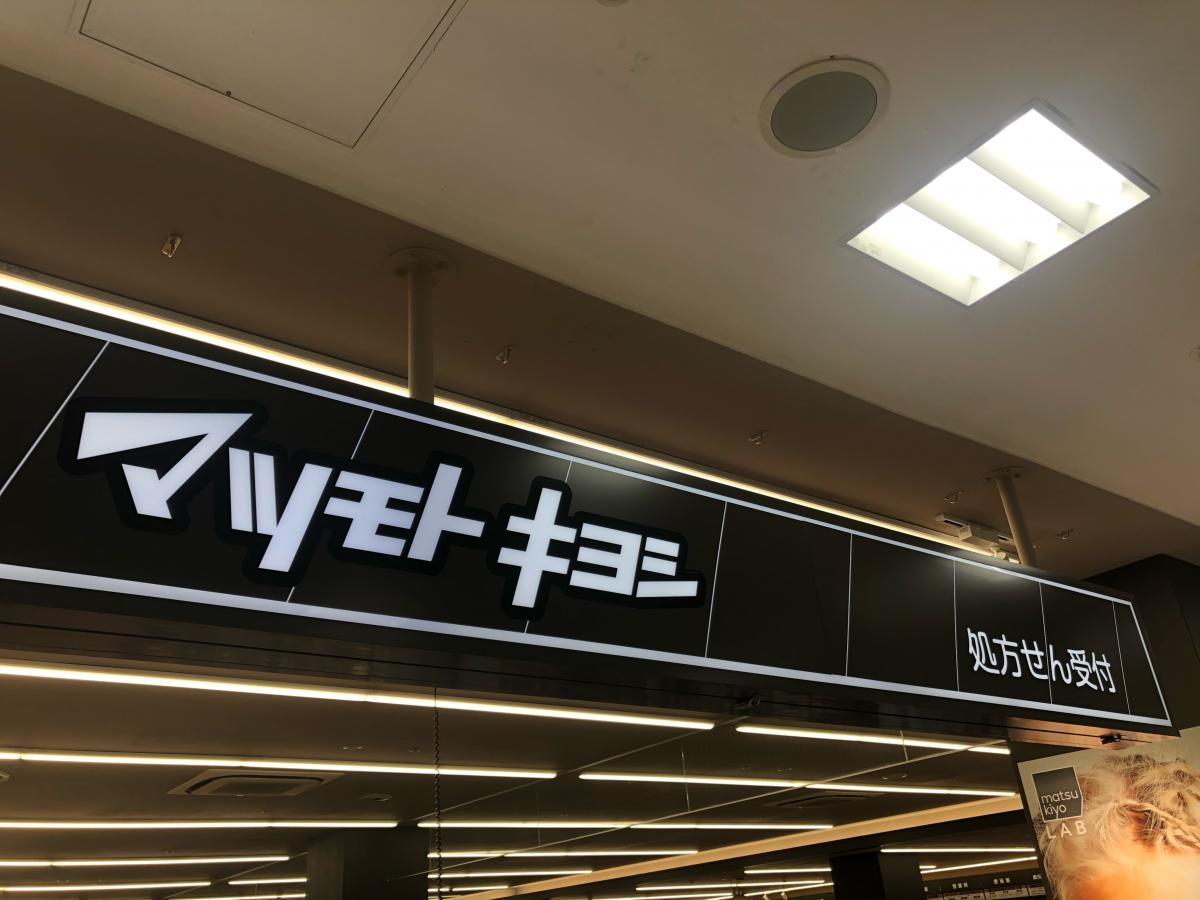 マツモトキヨシ
処方せん受付
matsu
kiyo
LAB